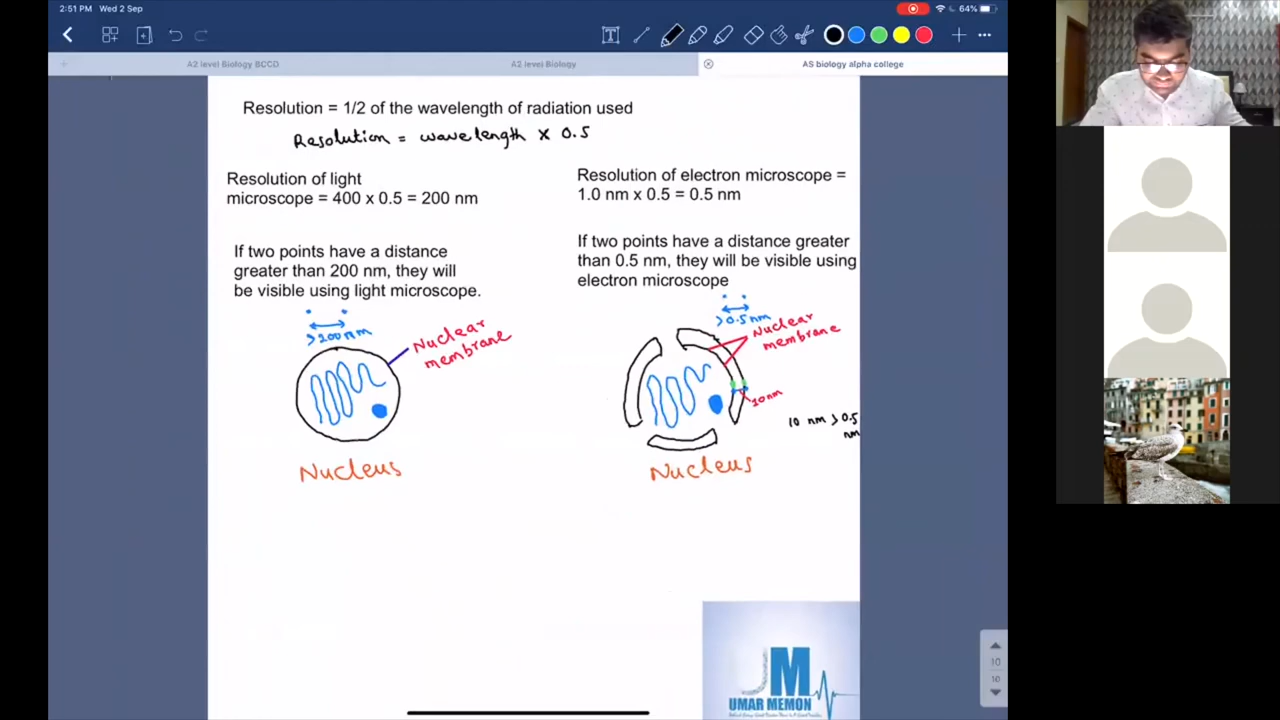 2:51 PM Wed 2 Sep
64%
A2 level Biology BCCD
A2 level Biology
AS biology alpha college
Resolution = 1/2 of the wavelength of radiation used
Resolution = wavelength x 0.5
Resolution of light
microscope = 400 x 0.5 = 200 nm
If two points have a distance
greater than 200 nm, they will
be visible using light microscope.
>200nm
Nuclear
membrane
Nucleus
Resolution of electron microscope =
1.0 nm x 0.5 = 0.5 nm
If two points have a distance greater
than 0.5 nm, they will be visible using
electron microscope
>0.5 nm
Nuclear
membrane
10nm
10 nm > 0.5
nm
Nucleus
JM
UMAR MEMON
10
10